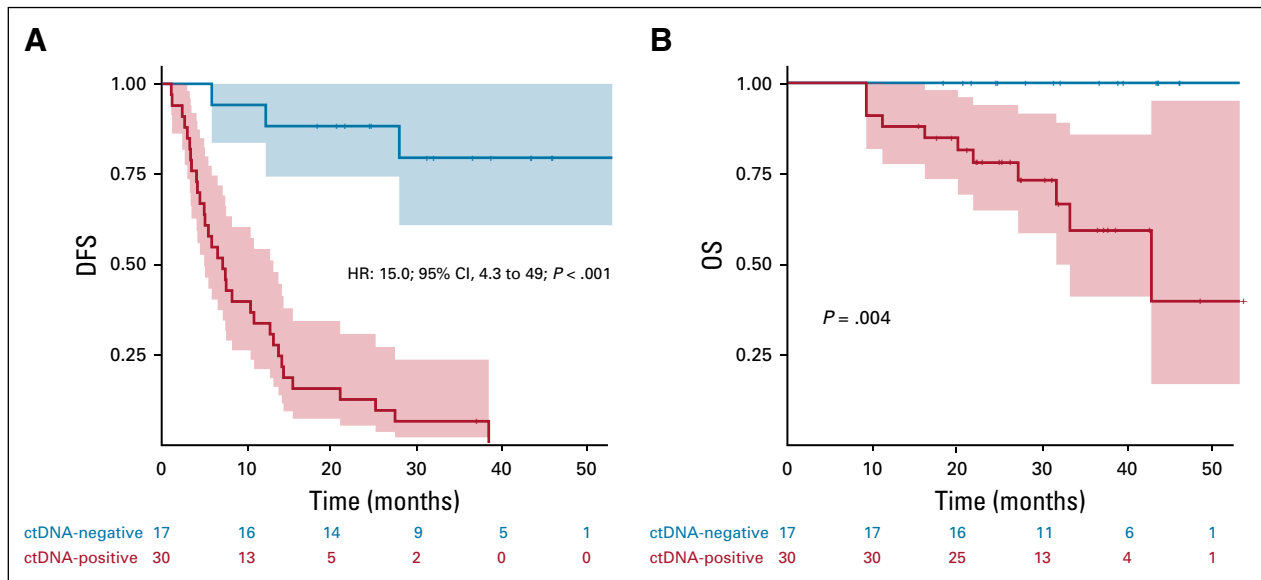 A
1.00
0.75
0.50
0.25
DFS
HR: 15.0; 95% CI, 4.3 to 49; P < .001
0 10 20 30 40 50
Time (months)
ctDNA-negative 17 16 14 9 5 1
ctDNA-positive 30 13 5 2 0 0
B
1.00
0.75
0.50
0.25
OS
P = .004
0 10 20 30 40 50
Time (months)
ctDNA-negative 17 17 16 11 6 1
ctDNA-positive 30 30 25 13 4 1